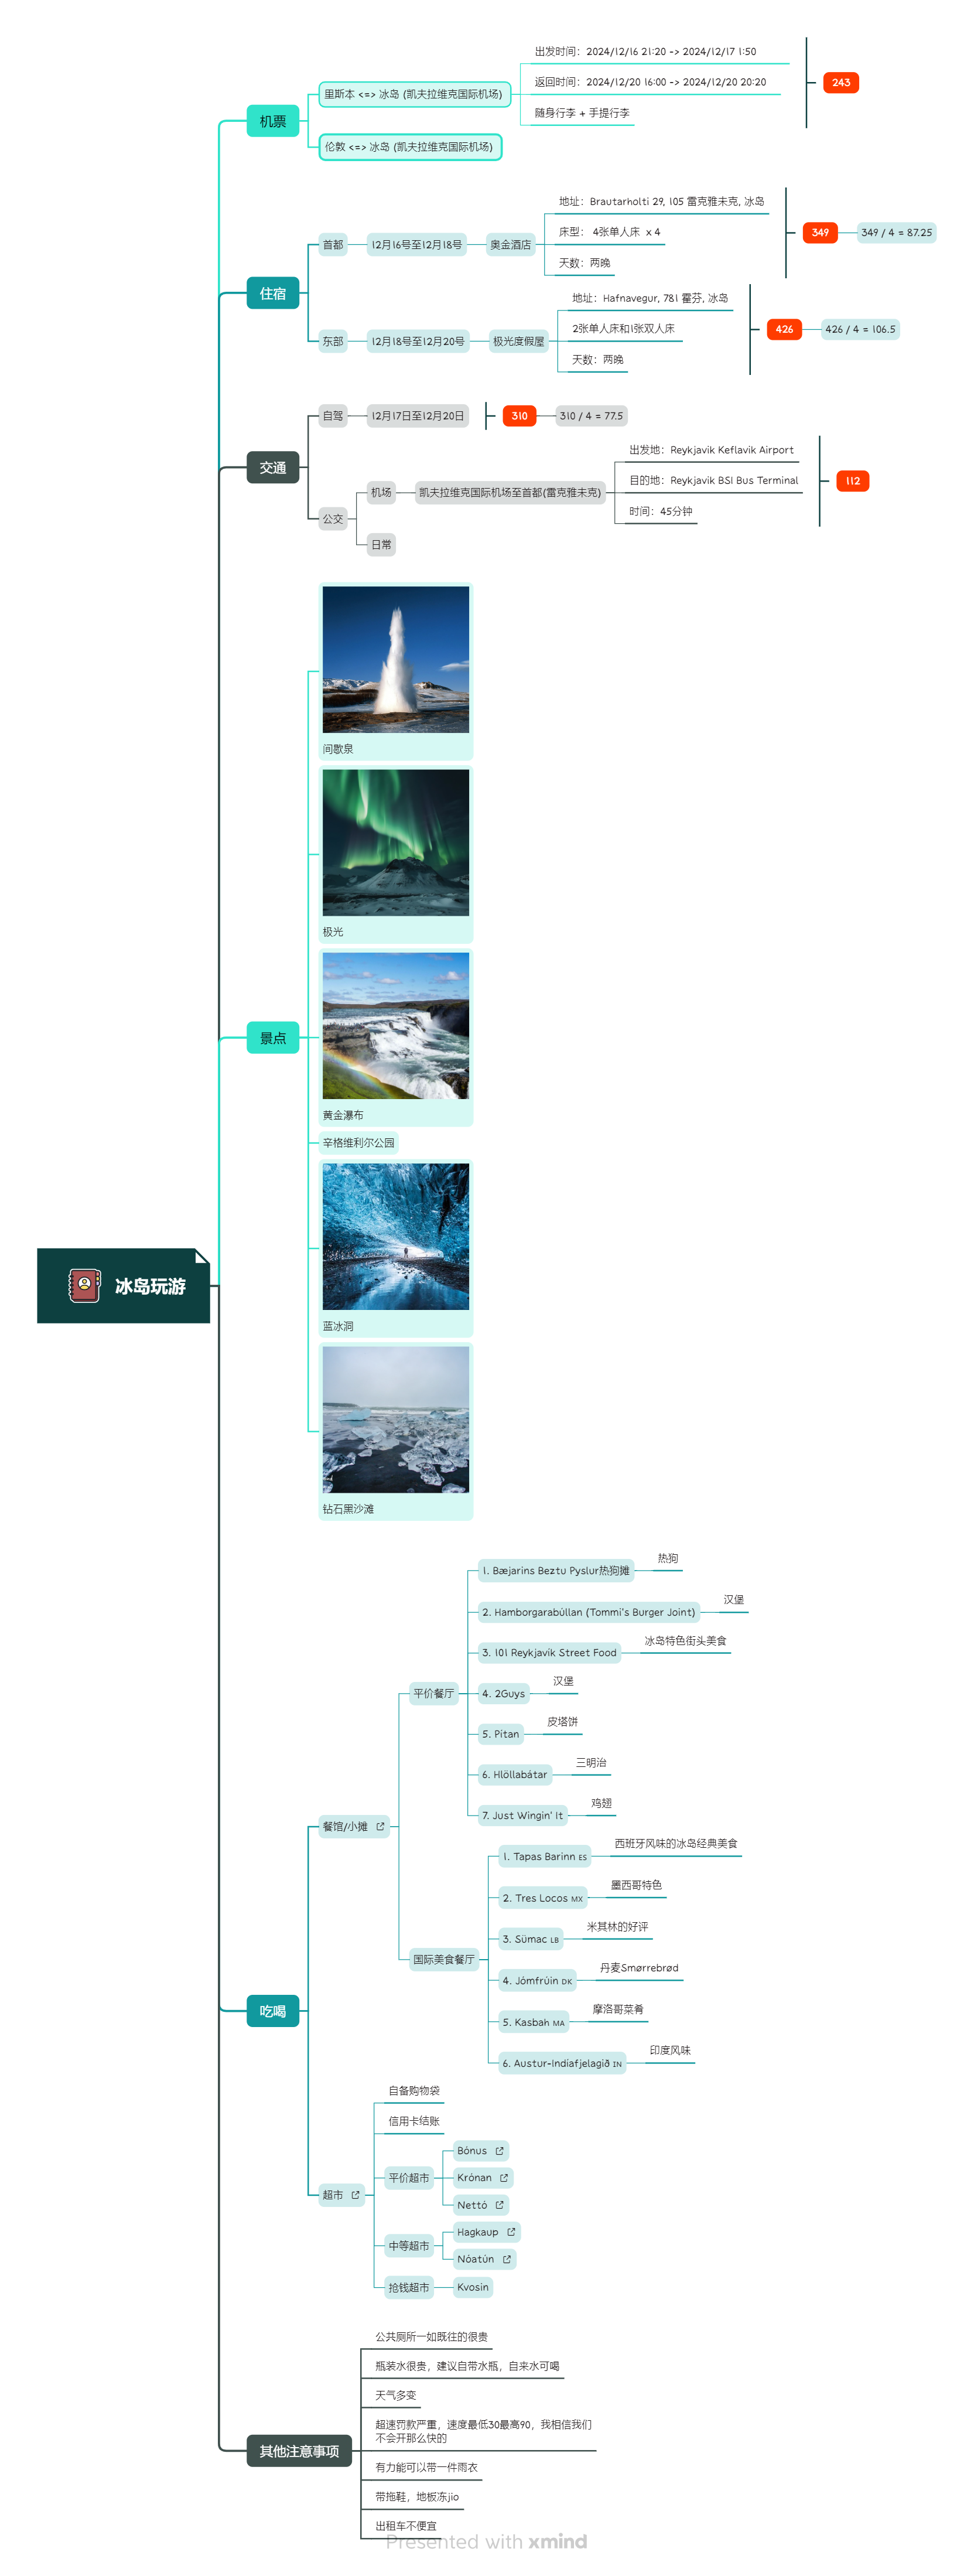 冰岛玩游
机票
里斯本 <=> 冰岛 (凯夫拉维克国际机场)
出发时间：2024/12/16 21:20 -> 2024/12/17 1:50
返回时间：2024/12/20 16:00 -> 2024/12/20 20:20
随身行李 + 手提行李
243
伦敦 <=> 冰岛 (凯夫拉维克国际机场)
住宿
首都
12月16号至12月18号
奥金酒店
地址：Brautarholti 29, 105 雷克雅未克, 冰岛
床型： 4张单人床 x 4
天数：两晚
349
349 / 4 = 87.25
东部
12月18号至12月20号
极光度假屋
地址：Hafnavegur, 781 霍芬, 冰岛
2张单人床和1张双人床
天数：两晚
426
426 / 4 = 106.5
交通
自驾
12月17日至12月20日
310
310 / 4 = 77.5
公交
机场
凯夫拉维克国际机场至首都(雷克雅未克)
出发地：Reykjavik Keflavik Airport
目的地：Reykjavik BSI Bus Terminal
时间：45分钟
112
日常
景点
间歇泉
极光
黄金瀑布
辛格维利尔公园
蓝冰洞
钻石黑沙滩
吃喝
餐馆/小摊
平价餐厅
1. Bæjarins Beztu Pyslur热狗摊
热狗
2. Hamborgarabúllan (Tommi's Burger Joint)
汉堡
3. 101 Reykjavík Street Food
冰岛特色街头美食
4. 2Guys
汉堡
5. Pítan
皮塔饼
6. Hlöllabátar
三明治
7. Just Wingin' It
鸡翅
国际美食餐厅
1. Tapas Barinn ES
西班牙风味的冰岛经典美食
2. Tres Locos MX
墨西哥特色
3. Sümac LB
米其林的好评
4. Jómfrúin DK
丹麦Smørrebrød
5. Kasbah MA
摩洛哥菜肴
6. Austur-Indíafjelagið IN
印度风味
超市
自备购物袋
信用卡结账
平价超市
Bónus
Krónan
Nettó
中等超市
Hagkaup
Nóatún
抢钱超市
Kvosin
其他注意事项
公共厕所一如既往的很贵
瓶装水很贵，建议自带水瓶，自来水可喝
天气多变
超速罚款严重，速度最低30最高90，我相信我们
不会开那么快的
有力能可以带一件雨衣
带拖鞋，地板冻jio
出租车不便宜
Presented with xmind